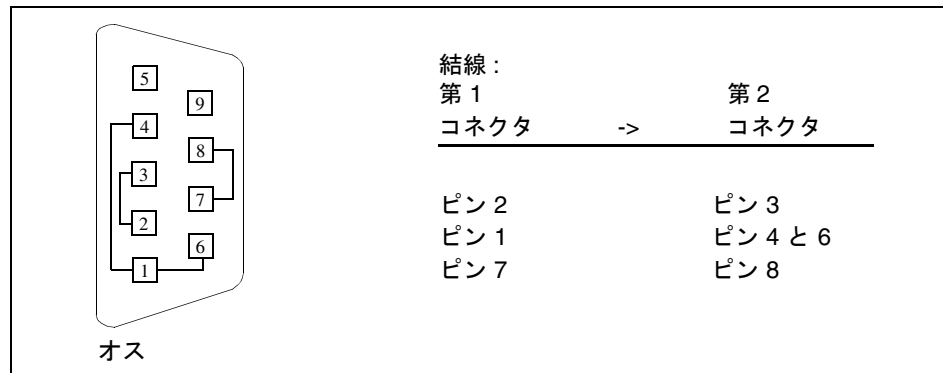 5
9
4
8
3
7
2
6
1
オス
結線 :
第 1 第 2
コネクタ -> コネクタ
ピン 2 ピン 3
ピン 1 ピン 4 と 6
ピン 7 ピン 8